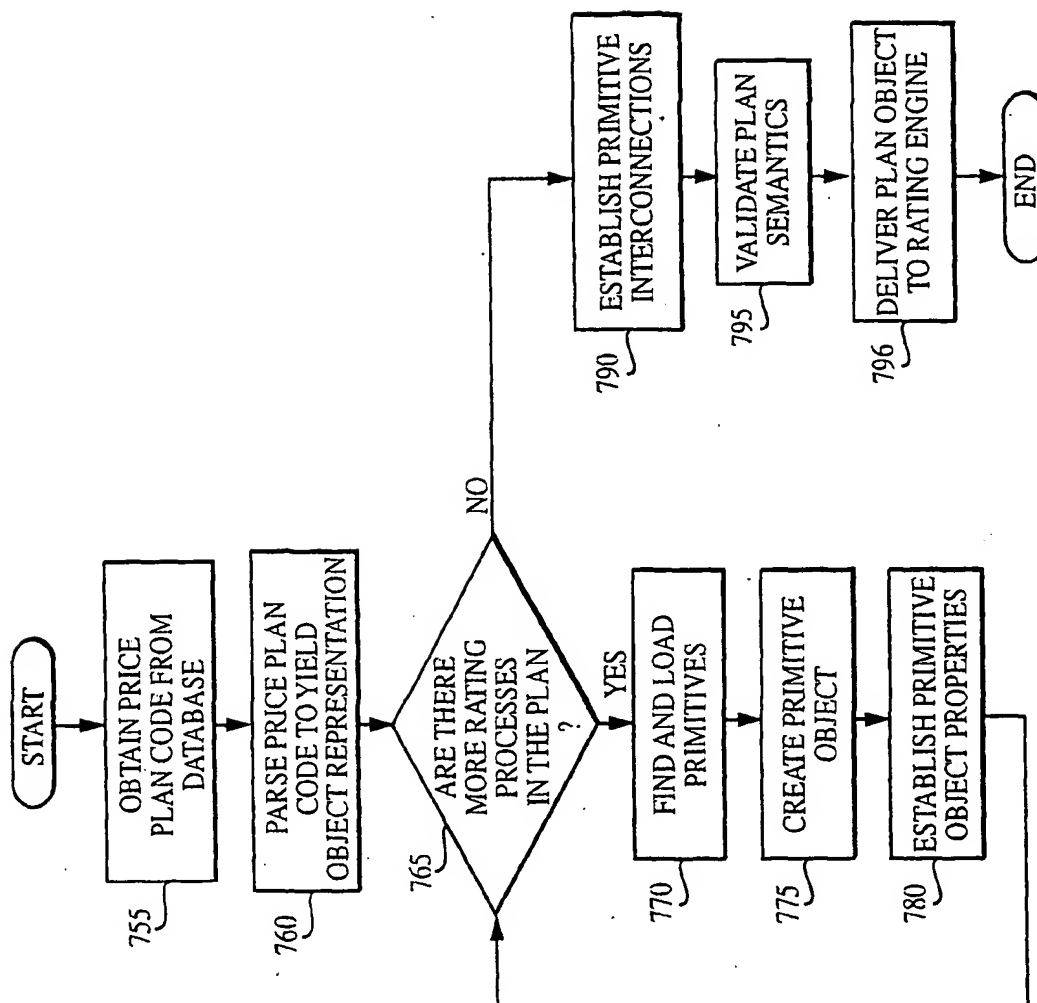 START
OBTAIN PRICE
PLAN CODE FROM
DATABASE
755
PARSE PRICE PLAN
CODE TO YIELD
OBJECT REPRESENTATION
760
ARE THERE
MORE RATING
PROCESSES
IN THE PLAN
?
765
NO
YES
FIND AND LOAD
PRIMITIVES
770
CREATE PRIMITIVE
OBJECT
775
ESTABLISH PRIMITIVE
OBJECT PROPERTIES
780
ESTABLISH PRIMITIVE
INTERCONNECTIONS
790
VALIDATE PLAN
SEMANTICS
795
DELIVER PLAN OBJECT
TO RATING ENGINE
796
END